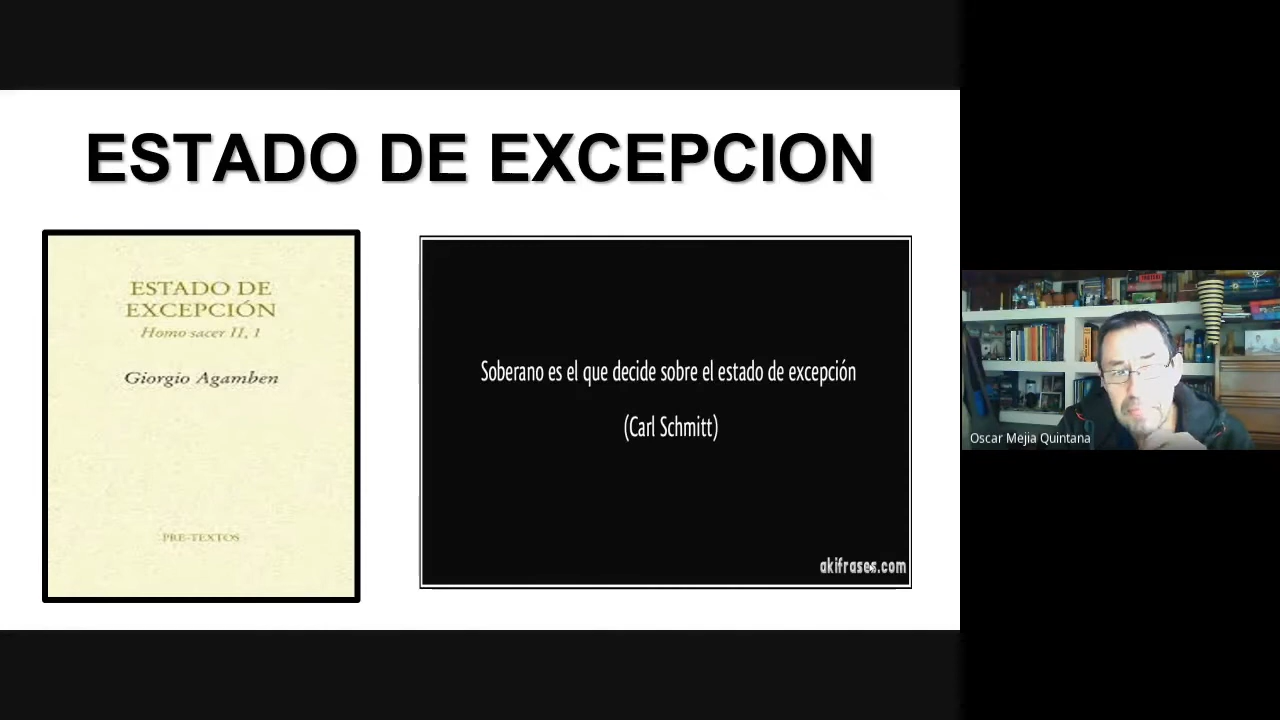 ESTADO DE EXCEPCION
ESTADO DE
EXCEPCIÓN
Homo sacer II, 1
Giorgio Agamben
PRE-TEXTOS
Soberano es el que decide sobre el estado de excepción
(Carl Schmitt)
akifrases.com
Oscar Mejia Quintana